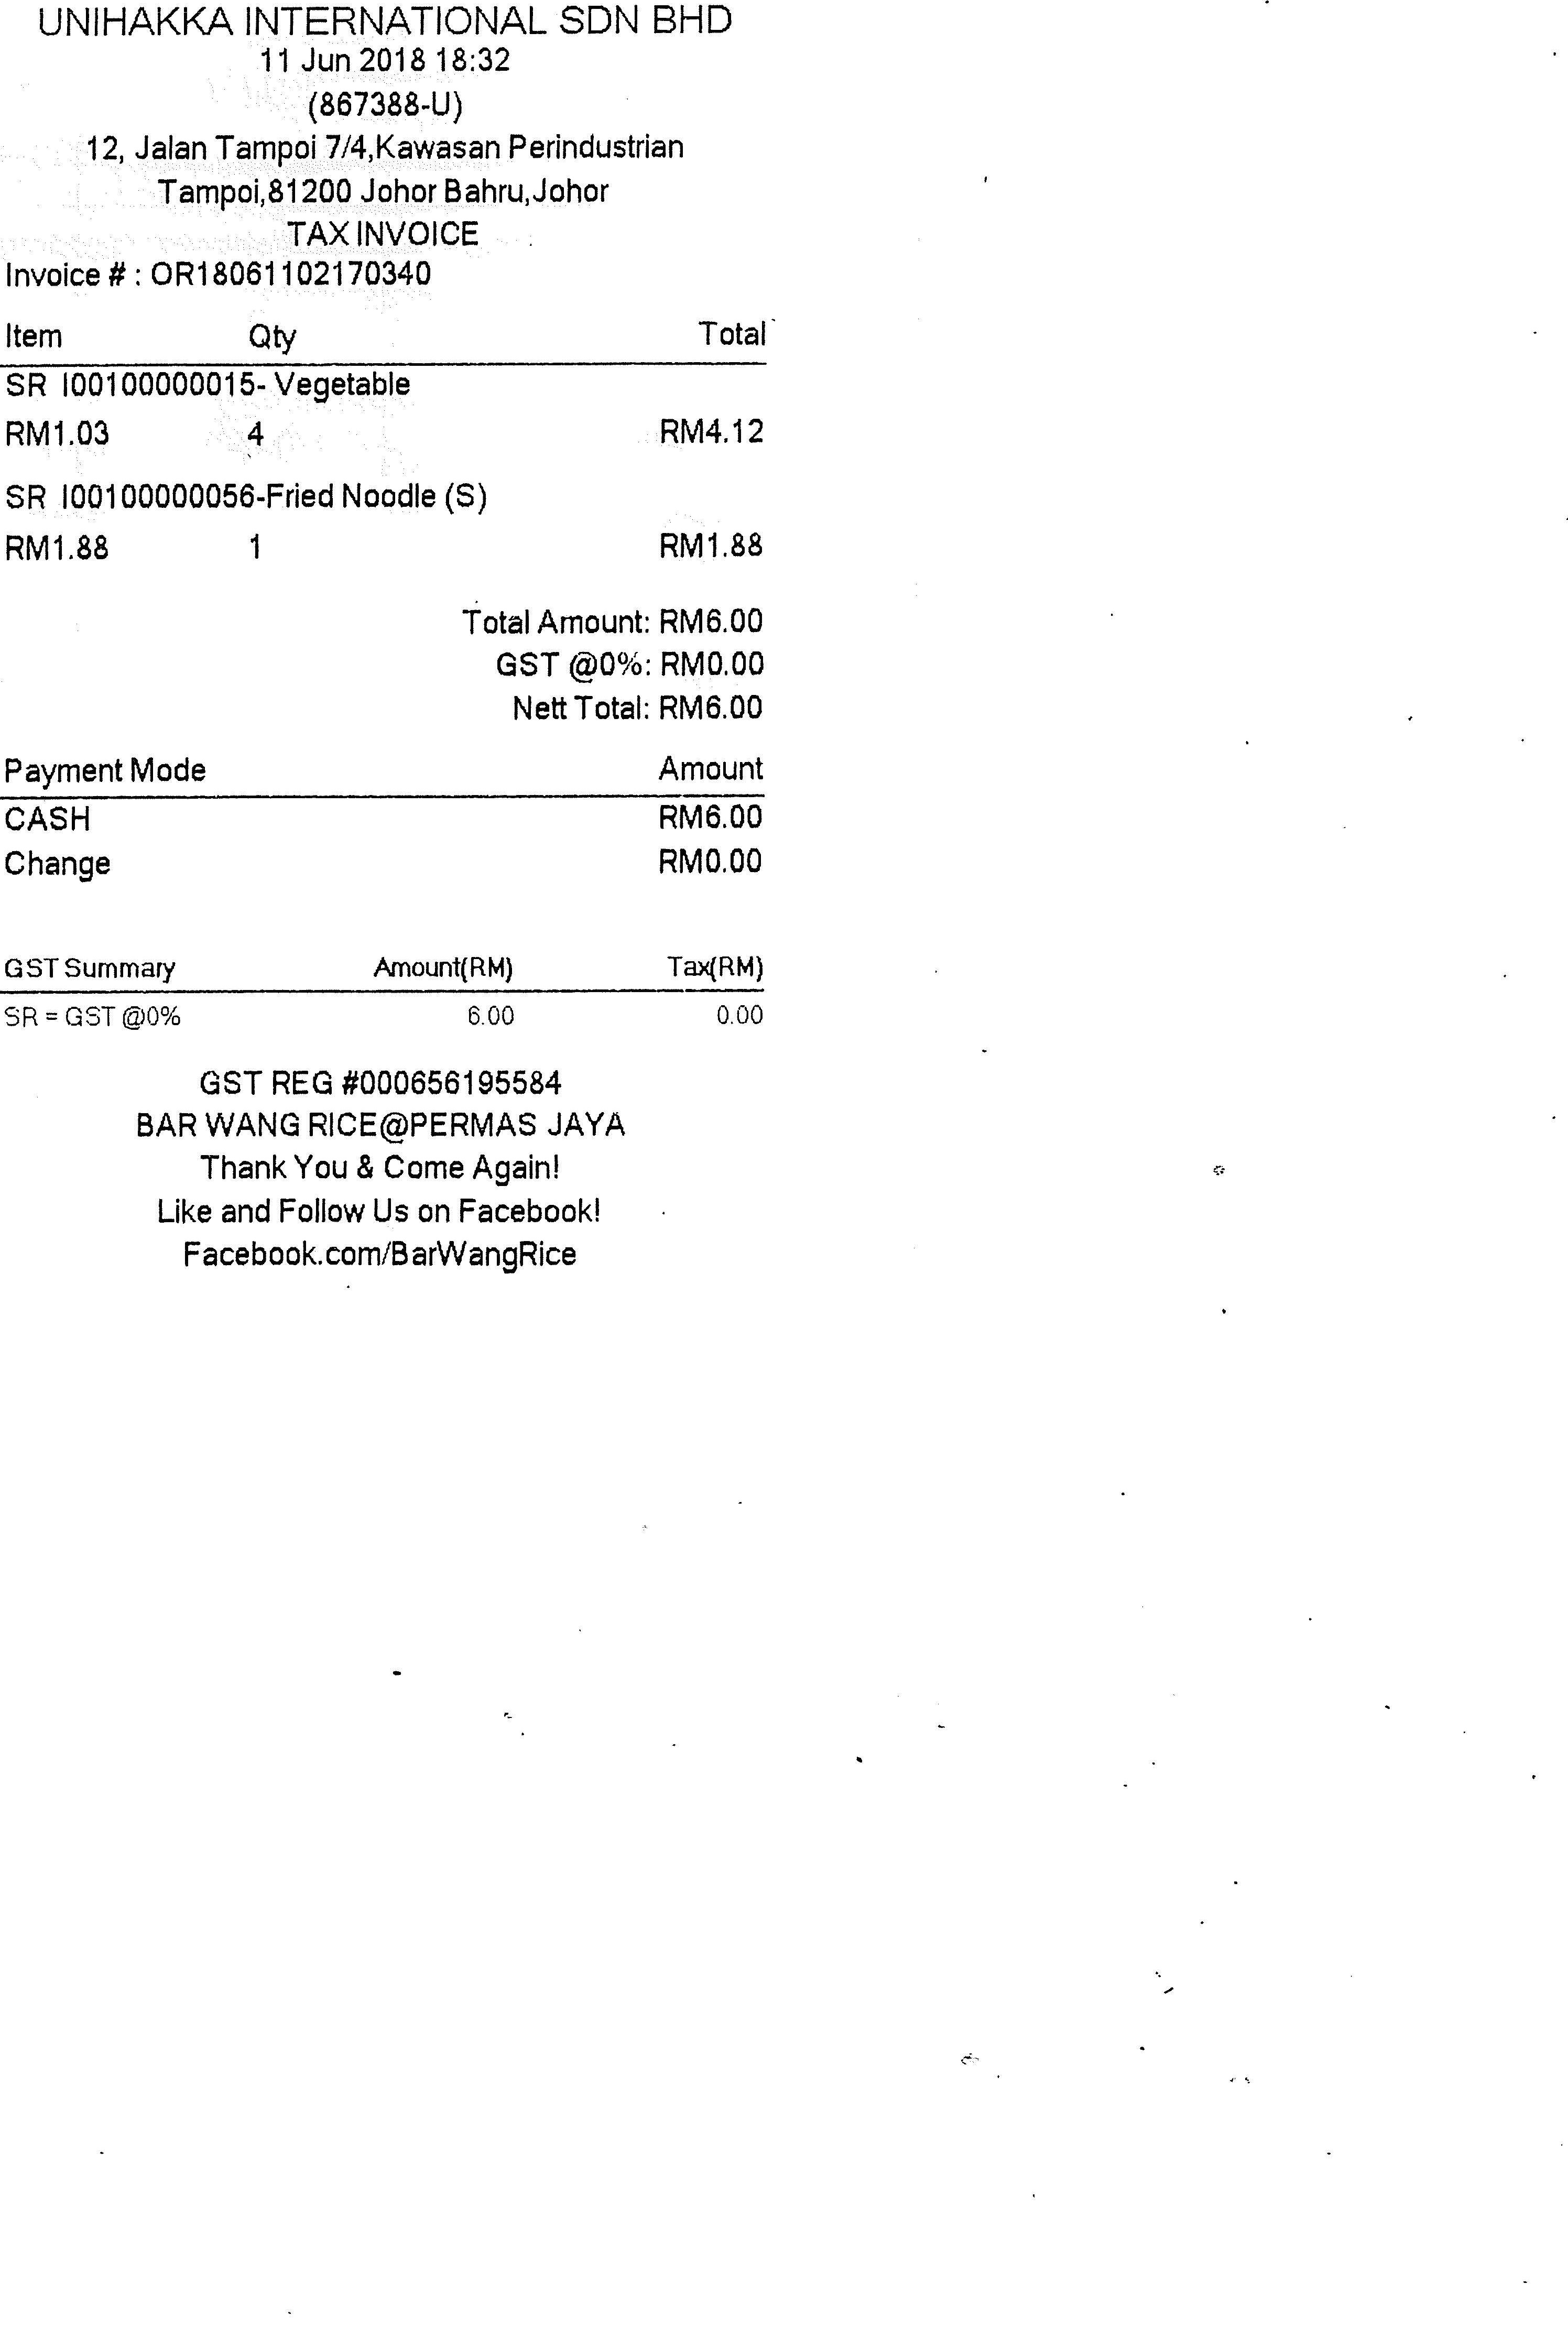 UNIHAKKA INTERNATIONAL SDN BHD
11 Jun 2018 18:32
(867388-U)
12, Jalan Tampoi 7/4,Kawasan Perindustrian
Tampoi,81200 Johor Bahru,Johor
TAX INVOICE
Invoice # : OR18061102170340
Item Qty Total
SR I00100000015- Vegetable
RM1.03 4 RM4.12
SR I00100000056-Fried Noodle (S)
RM1.88 1 RM1.88
Total Amount: RM6.00
GST @0%: RM0.00
Nett Total: RM6.00
Payment Mode Amount
CASH RM6.00
Change RM0.00
GST Summary Amount(RM) Tax(RM)
SR = GST @0% 6.00 0.00
GST REG #000656195584
BAR WANG RICE@PERMAS JAYA
Thank You & Come Again!
Like and Follow Us on Facebook!
Facebook.com/BarWangRice